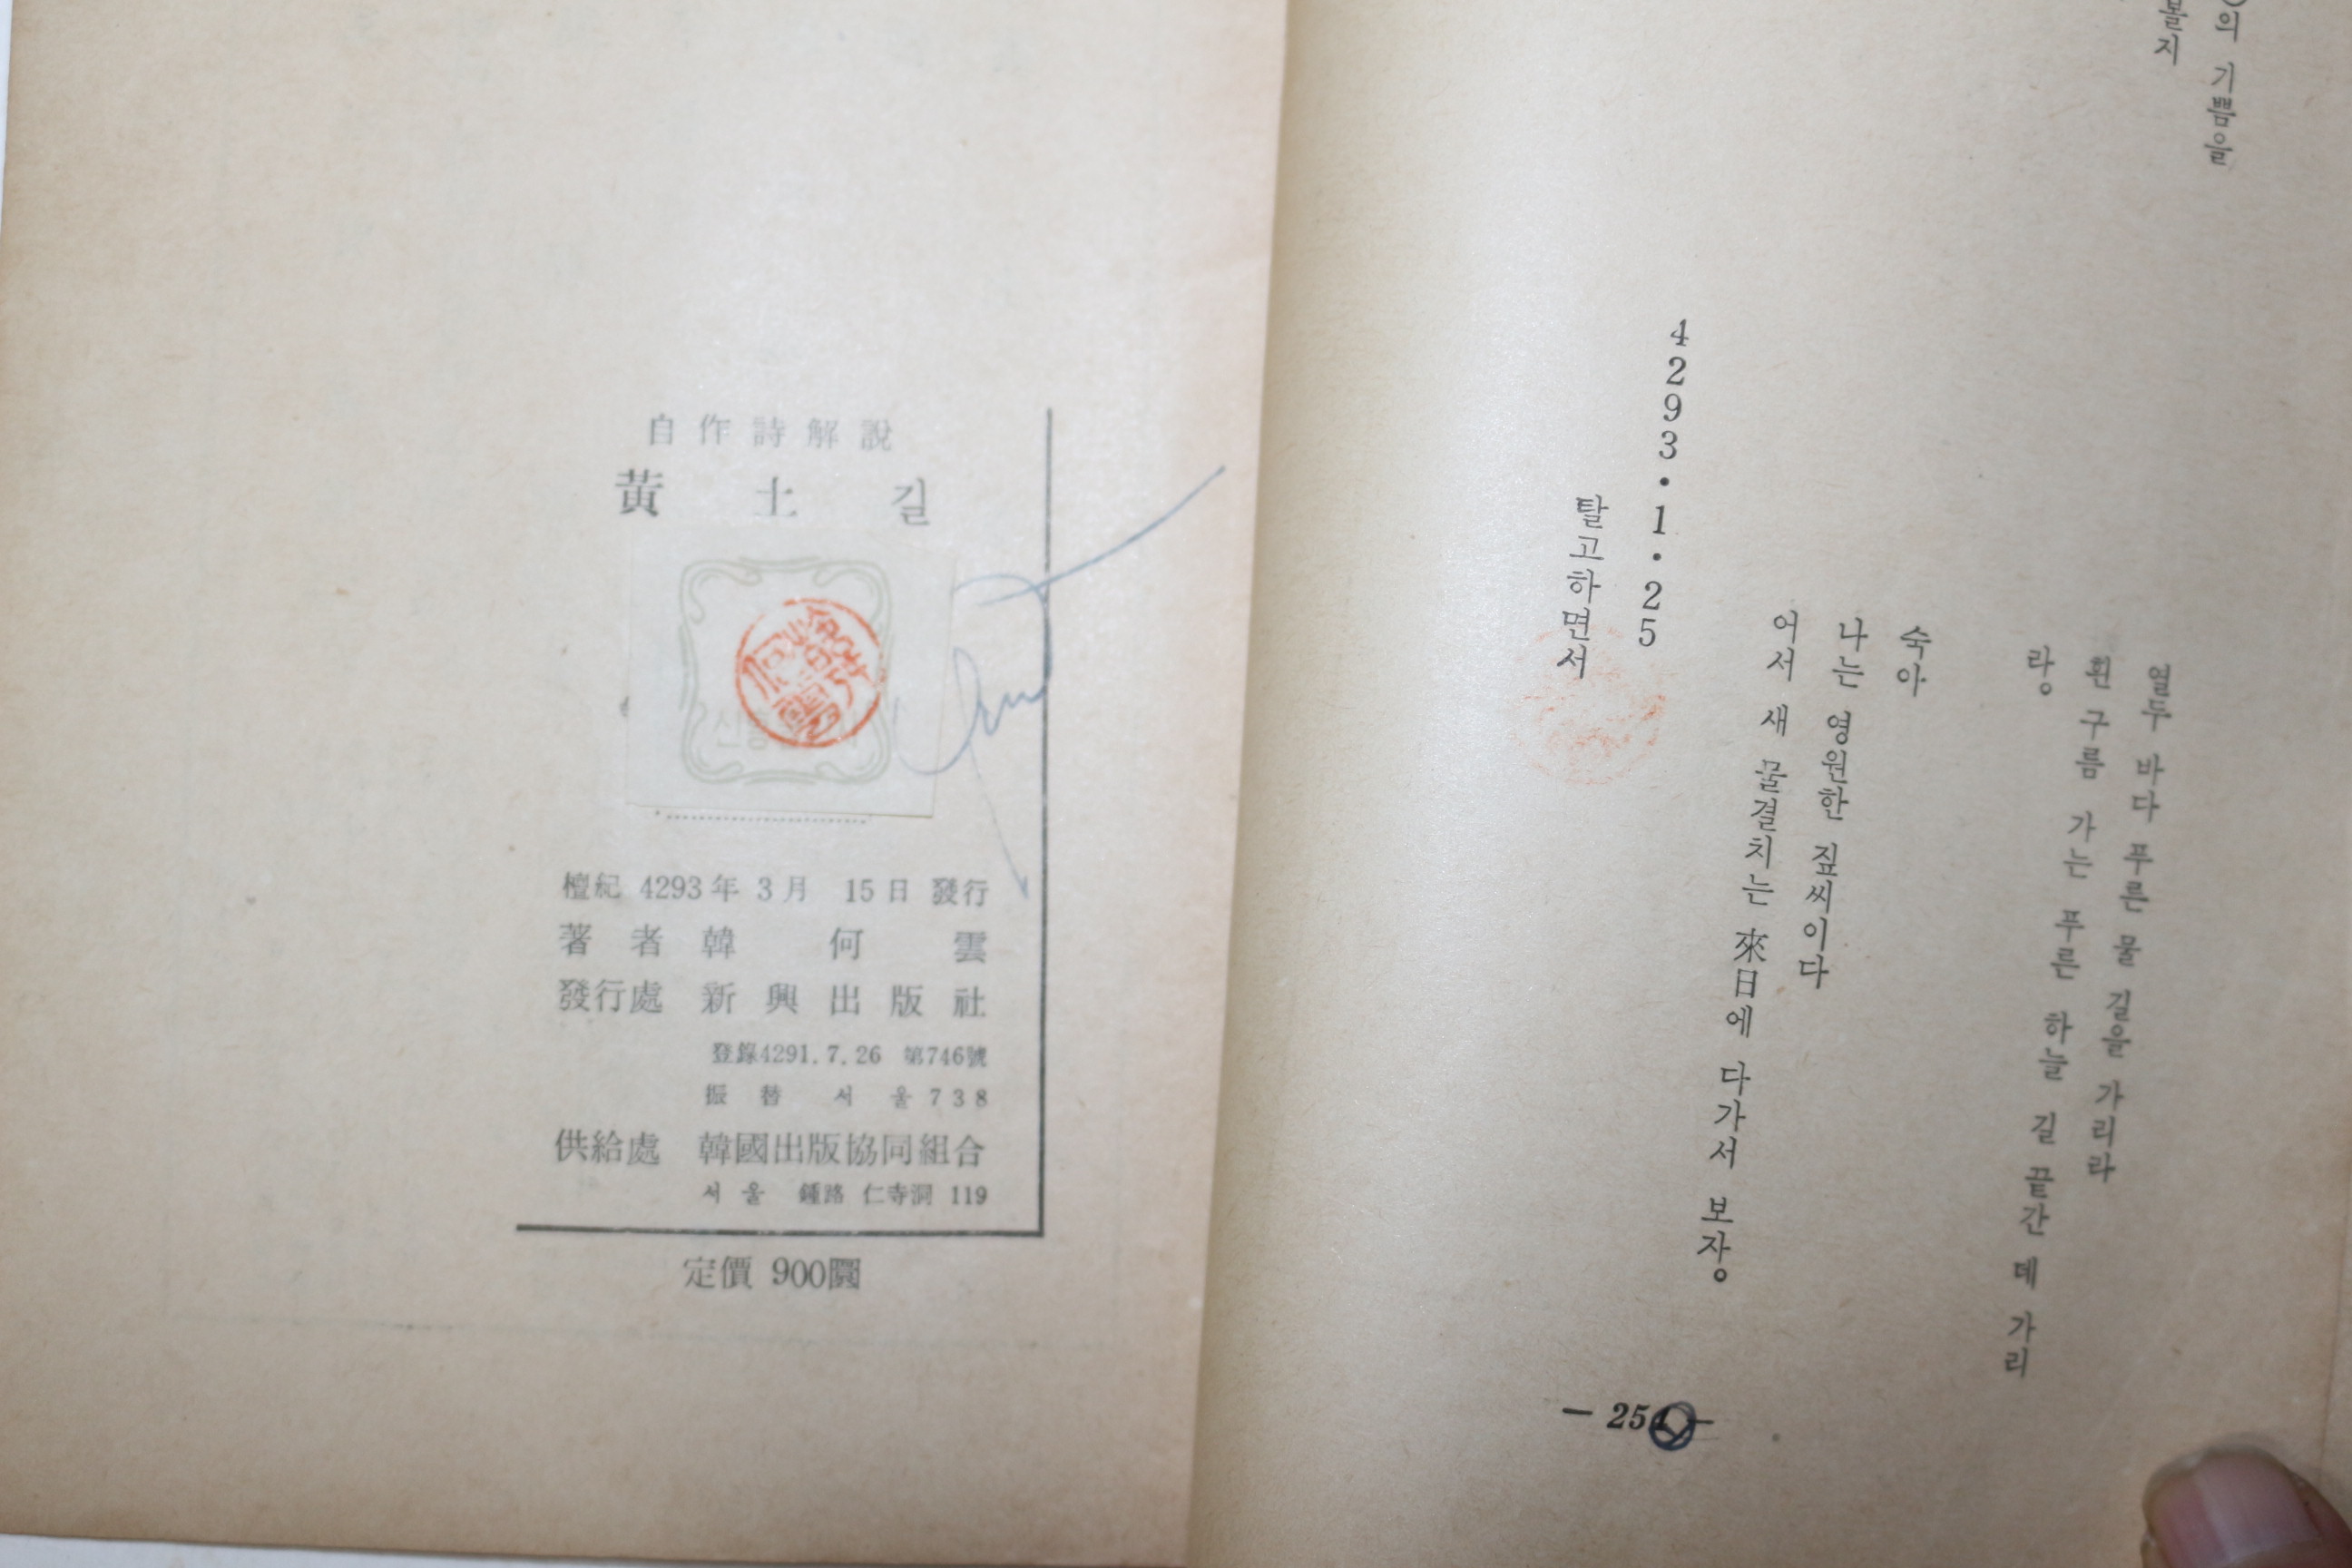 自作詩解說
黃土길
檀紀 4293年 3月 15日 發行
著者 韓何雲
發行處 新興出版社
登錄4291.7.26 第746號
振替 서울738
供給處 韓國出版協同組合
서울 鍾路 仁寺洞 119
定價 900圜
의 기쁨을
볼지
열두 바다 푸른 물 길을 가리라
흰 구름 가는 푸른 하늘 길 끝간 데 가리
라。
숙아
나는 영원한 짚씨이다
어서 새 물결치는 來日에 다가서 보자。
4293・1・25
탈고하면서